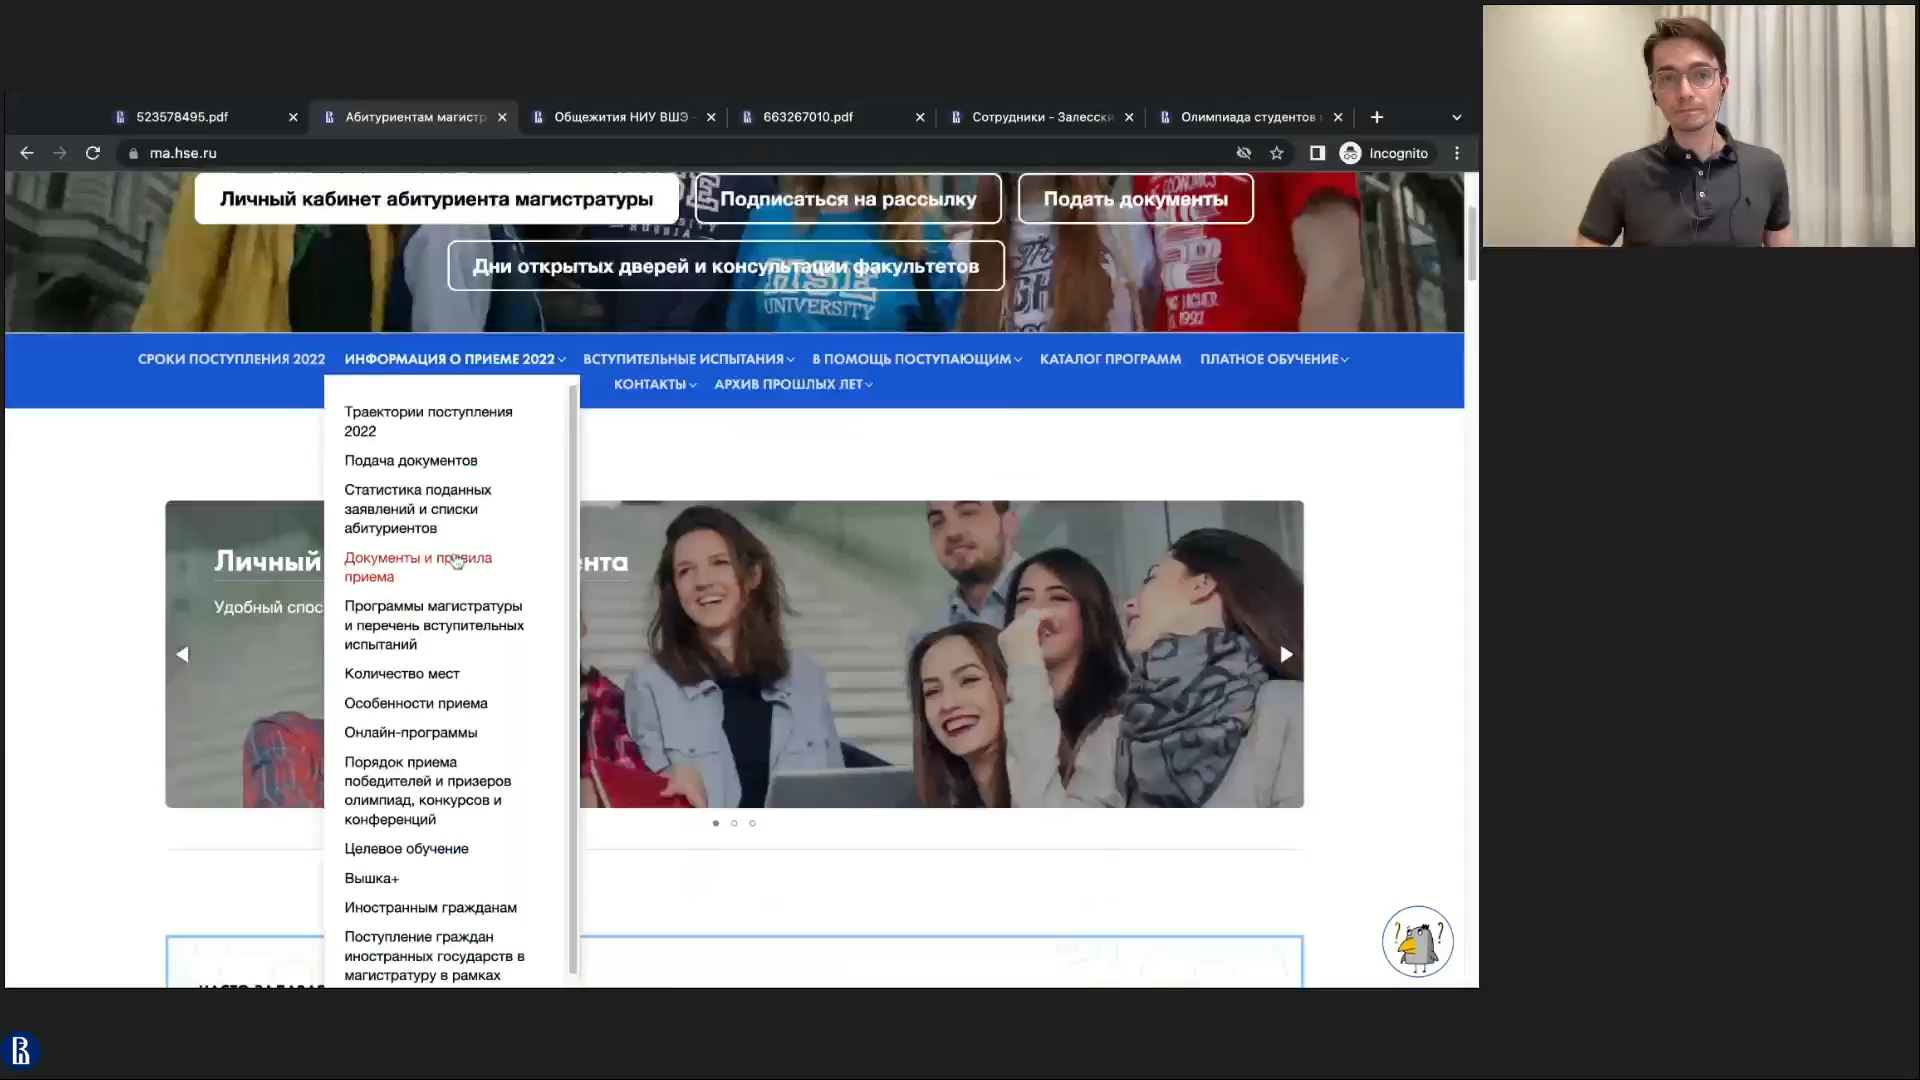 523578495.pdf
Абитуриентам магистр
Общежития НИУ ВШЭ -
663267010.pdf
Сотрудники - Залесски
Олимпиада студентов
ma.hse.ru
Incognito
Личный кабинет абитуриента магистратуры
Подписаться на рассылку
Подать документы
Дни открытых дверей и консультации факультетов
HSE
UNIVERSITY
СРОКИ ПОСТУПЛЕНИЯ 2022
ИНФОРМАЦИЯ О ПРИЕМЕ 2022
ВСТУПИТЕЛЬНЫЕ ИСПЫТАНИЯ
В ПОМОЩЬ ПОСТУПАЮЩИМ
КАТАЛОГ ПРОГРАММ
ПЛАТНОЕ ОБУЧЕНИЕ
КОНТАКТЫ
АРХИВ ПРОШЛЫХ ЛЕТ
Траектории поступления
2022
Подача документов
Статистика поданных
заявлений и списки
абитуриентов
Документы и правила
приема
Программы магистратуры
и перечень вступительных
испытаний
Количество мест
Особенности приема
Онлайн-программы
Порядок приема
победителей и призеров
олимпиад, конкурсов и
конференций
Целевое обучение
Вышка+
Иностранным гражданам
Поступление граждан
иностранных государств в
магистратуру в рамках
Личный
нта
Удобный спос